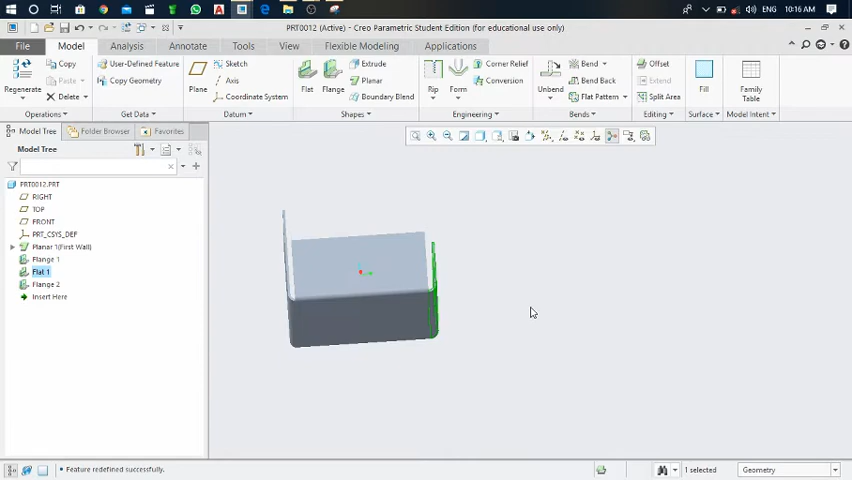 ENG 10:16 AM
PRT0012 (Active) - Creo Parametric Student Edition (for educational use only)
File Model Analysis Annotate Tools View Flexible Modeling Applications
Regenerate Copy Paste Delete Operations
User-Defined Feature Copy Geometry Get Data
Plane Sketch Axis Coordinate System Datum
Flat Flange Extrude Planar Boundary Blend Shapes
Rip Form Corner Relief Conversion Engineering
Unbend Bend Bend Back Flat Pattern Bends
Offset Extend Split Area Editing
Fill Surface
Family Table Model Intent
Model Tree Folder Browser Favorites
Model Tree
PRT0012.PRT
RIGHT
TOP
FRONT
PRT_CSYS_DEF
Planar 1(First Wall)
Flange 1
Flat 1
Flange 2
Insert Here
• Feature redefined successfully.
1 selected
Geometry